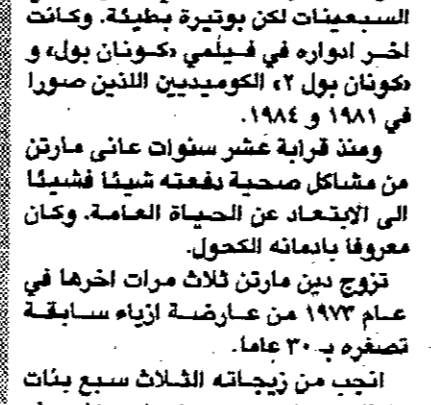 السبعينات لكن بوتيرة بطيئة. وكانت
اخر ادواره في فيلمي «كونان بول» و
«كونان بول ٢» الكوميديين اللذين صورا
في ١٩٨١ و ١٩٨٤.
ومنذ قرابة عشر سنوات عانى مارتن
من مشاكل صحية دفعته شيئا فشيئا
الى الابتعاد عن الحياة العامة. وكان
معروفا بادمانه الكحول.
تزوج دين مارتن ثلاث مرات اخرها في
عام ١٩٧٣ من عارضة ازياء سابقة
تصغره بـ ٣٠ عاما.
انجب من زيجاته الثلاث سبع بنات